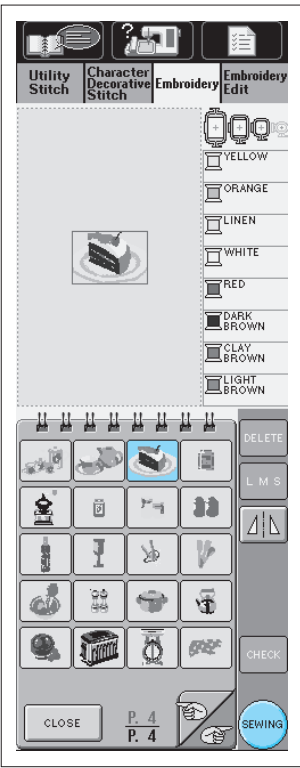 Utility
Stitch
Character
Decorative
Stitch
Embroidery
Embroidery
Edit
YELLOW
ORANGE
LINEN
WHITE
RED
DARK
BROWN
CLAY
BROWN
LIGHT
BROWN
DELETE
L M S
CHECK
CLOSE
P. 4
P. 4
SEWING